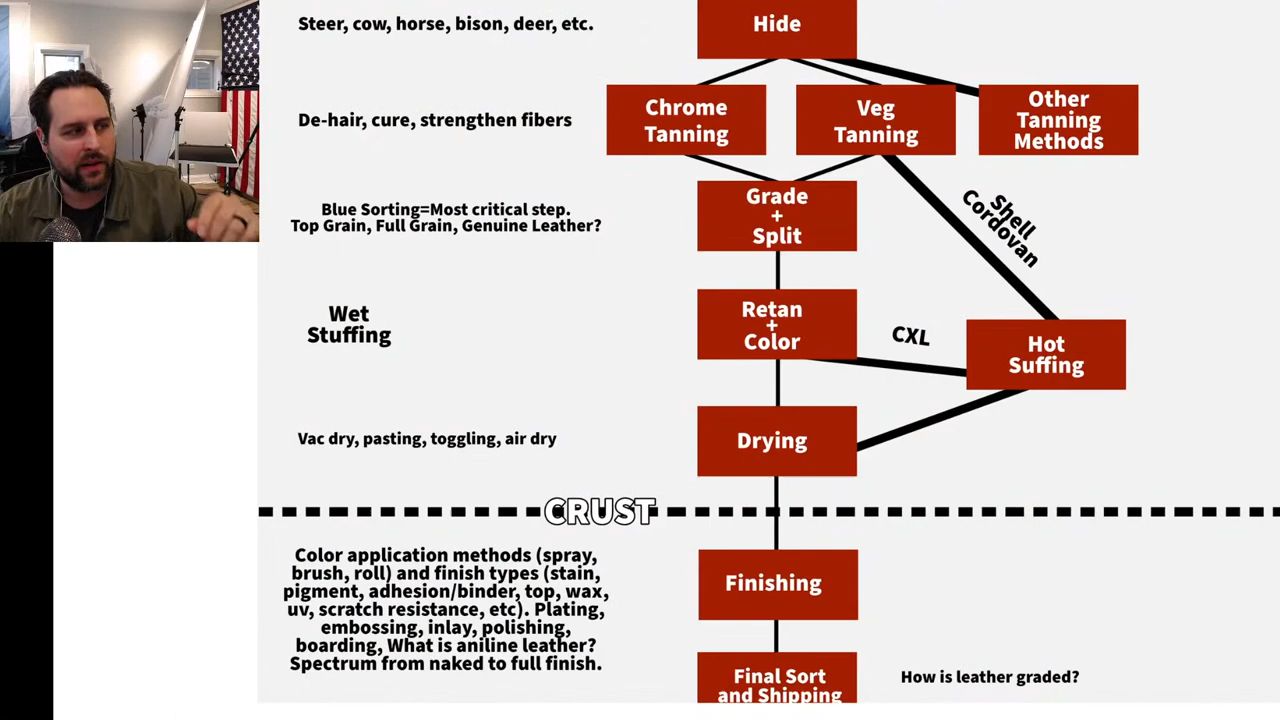 Steer, cow, horse, bison, deer, etc.
Hide
De-hair, cure, strengthen fibers
Chrome
Tanning
Veg
Tanning
Other
Tanning
Methods
Blue Sorting=Most critical step.
Top Grain, Full Grain, Genuine Leather?
Grade
+
Split
Shell
Cordovan
Wet
Stuffing
Retan
+
Color
CXL
Hot
Suffing
Vac dry, pasting, toggling, air dry
Drying
CRUST
Color application methods (spray,
brush, roll) and finish types (stain,
pigment, adhesion/binder, top, wax,
uv, scratch resistance, etc). Plating,
embossing, inlay, polishing,
boarding, What is aniline leather?
Spectrum from naked to full finish.
Finishing
Final Sort
and Shipping
How is leather graded?